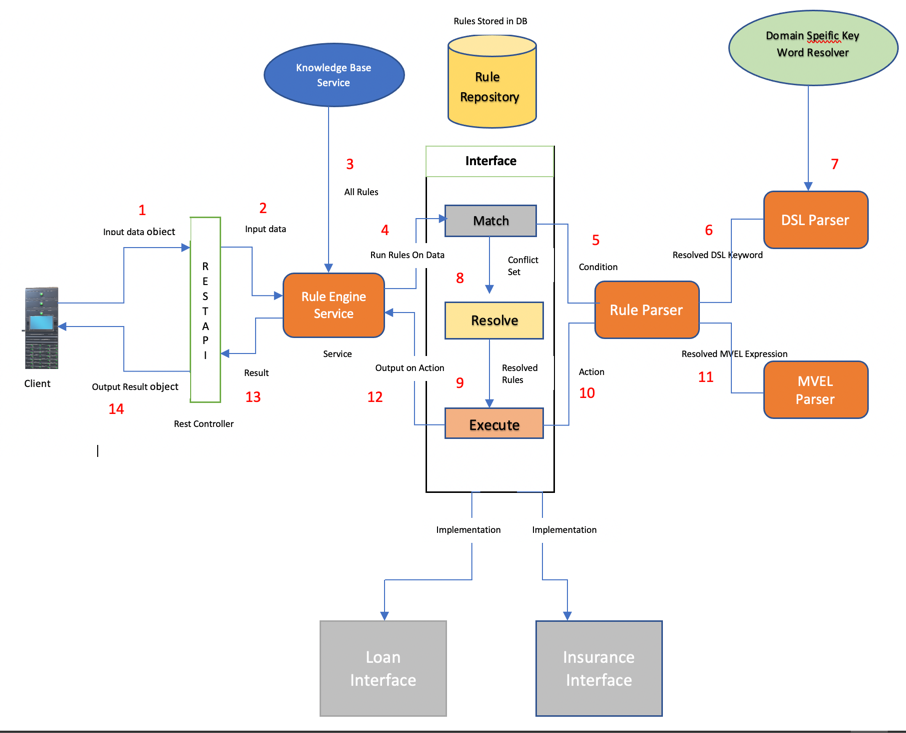 Rules Stored in DB
Rule
Repository
Domain Speific Key
Word Resolver
Knowledge Base
Service
Interface
3
All Rules
7
1
Input data object
2
Input data
Match
DSL Parser
4
Run Rules On Data
5
Condition
6
Resolved DSL Keyword
R
E
S
T
A
P
I
Rule Engine
Service
Conflict
Set
8
Resolve
Rule Parser
Client
Service
Result
13
Output Result object
14
Rest Controller
Output on Action
12
9
Resolved
Rules
Action
10
Resolved MVEL Expression
11
MVEL
Parser
Execute
Implementation
Implementation
Loan
Interface
Insurance
Interface